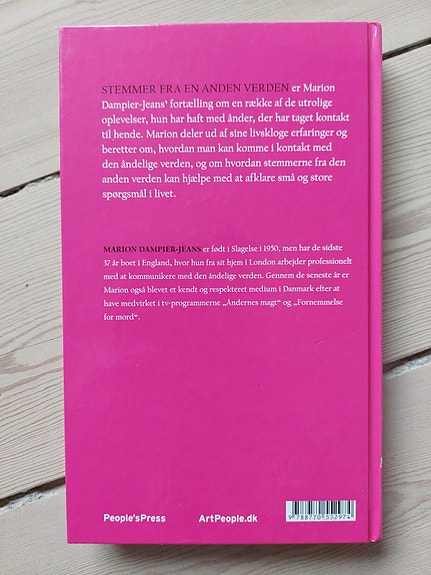 STEMMER FRA EN ANDEN VERDEN er Marion
Dampier-Jeans' fortælling om en række af de utrolige
oplevelser, hun har haft med ånder, der har taget kontakt
til hende. Marion deler ud af sine livskloge erfaringer og
beretter om, hvordan man kan komme i kontakt med
den åndelige verden, og om hvordan stemmerne fra den
anden verden kan hjælpe med at afklare små og store
spørgsmål i livet.
MARION DAMPIER-JEANS er født i Slagelse i 1950, men har de sidste
37 år boet i England, hvor hun fra sit hjem i London arbejder professionelt
med at kommunikere med den åndelige verden. Gennem de seneste år er
Marion også blevet et kendt og respekteret medium i Danmark efter at
have medvirket i tv-programmerne „Åndernes magt“ og „Fornemmelse
for mord“.
People'sPress ArtPeople.dk
9 788770 552974